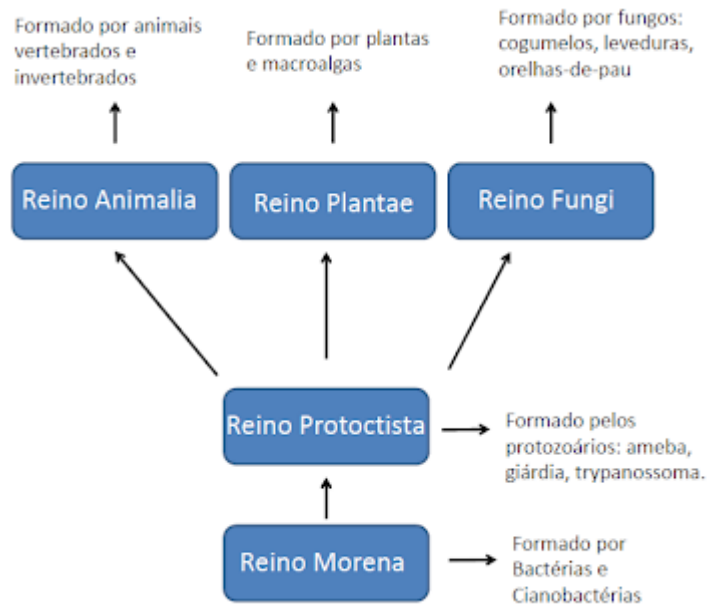 Formado por animais
vertebrados e
invertebrados
Formado por plantas
e macroalgas
Formado por fungos:
cogumelos, leveduras,
orelhas-de-pau
Reino Animalia
Reino Plantae
Reino Fungi
Reino Protoctista
Formado pelos
protozoários: ameba,
giárdia, trypanossoma.
Reino Morena
Formado por
Bactérias e
Cianobactérias